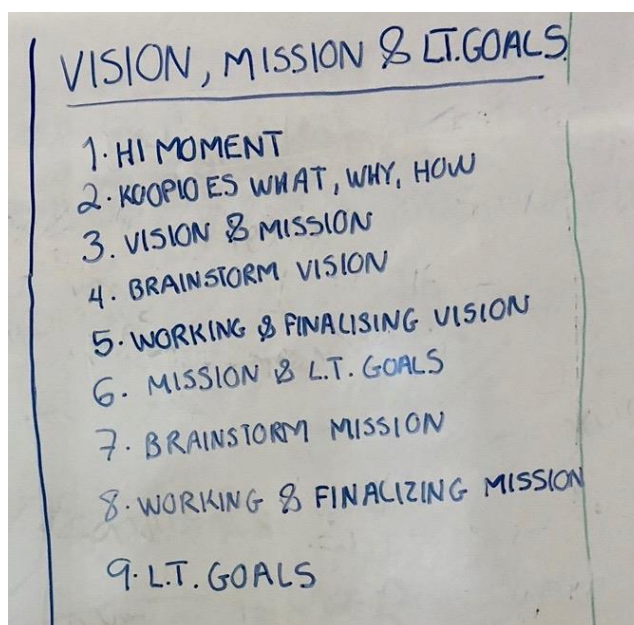 VISION, MISSION & L.T. GOALS
1. HI MOMENT
2. KOOPIO ES WHAT, WHY, HOW
3. VISION & MISSION
4. BRAINSTORM VISION
5. WORKING & FINALISING VISION
6. MISSION & L.T. GOALS
7. BRAINSTORM MISSION
8. WORKING & FINALIZING MISSION
9. L.T. GOALS